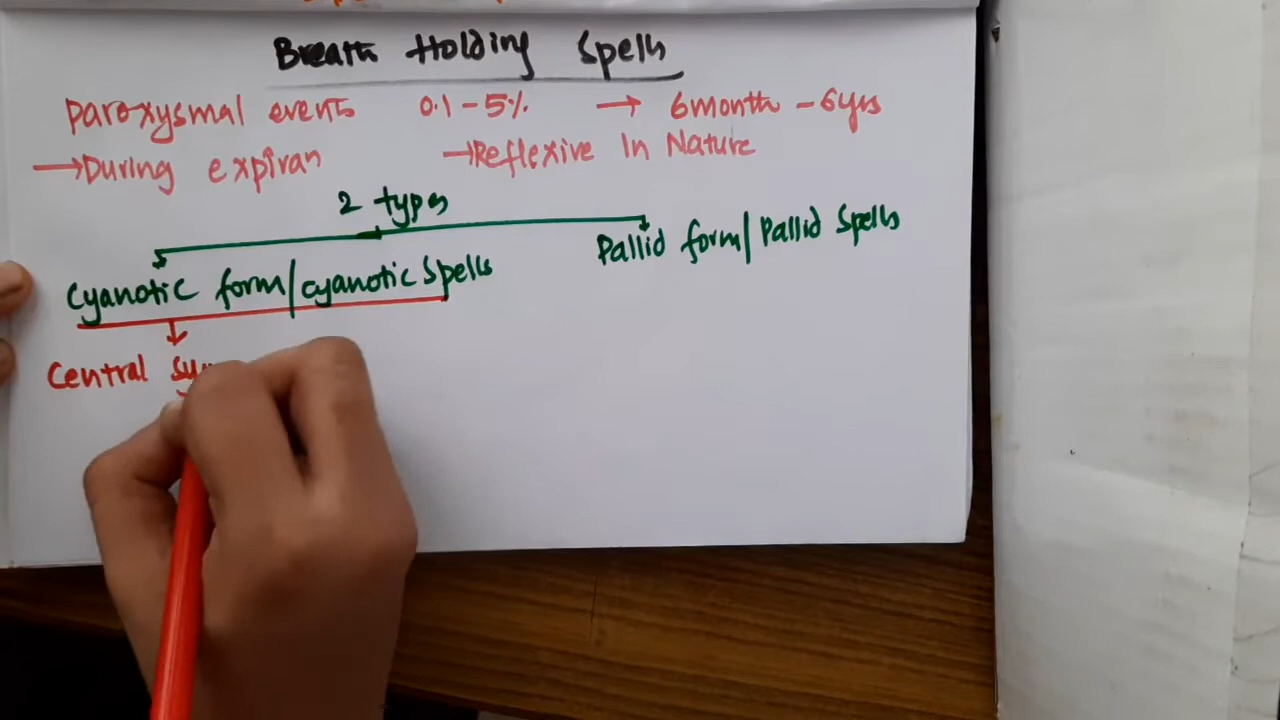 Breath Holding Spells
Paroxysmal events 0.1-5% → 6month - 6yrs
→During expiran →Reflexive In Nature
2 types
Cyanotic form/cyanotic Spells
Pallid form/Pallid Spells
Central